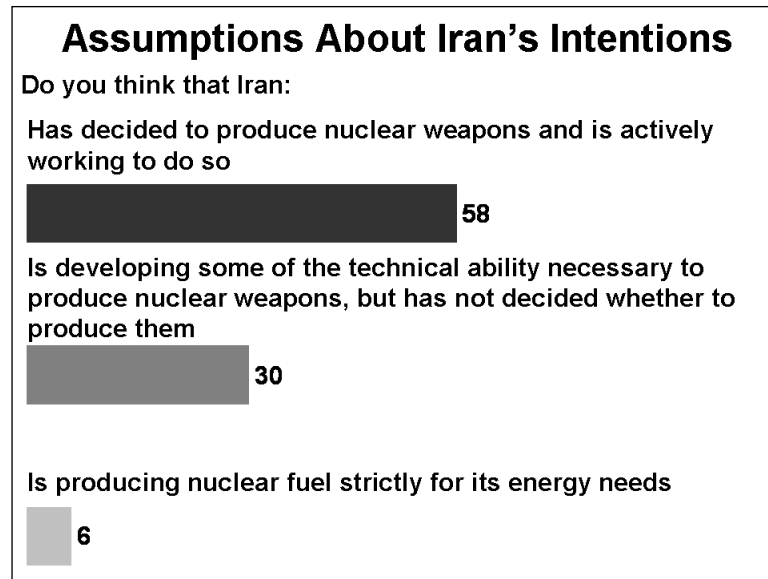 Assumptions About Iran's Intentions
Do you think that Iran:
Has decided to produce nuclear weapons and is actively
working to do so
58
Is developing some of the technical ability necessary to
produce nuclear weapons, but has not decided whether to
produce them
30
Is producing nuclear fuel strictly for its energy needs
6